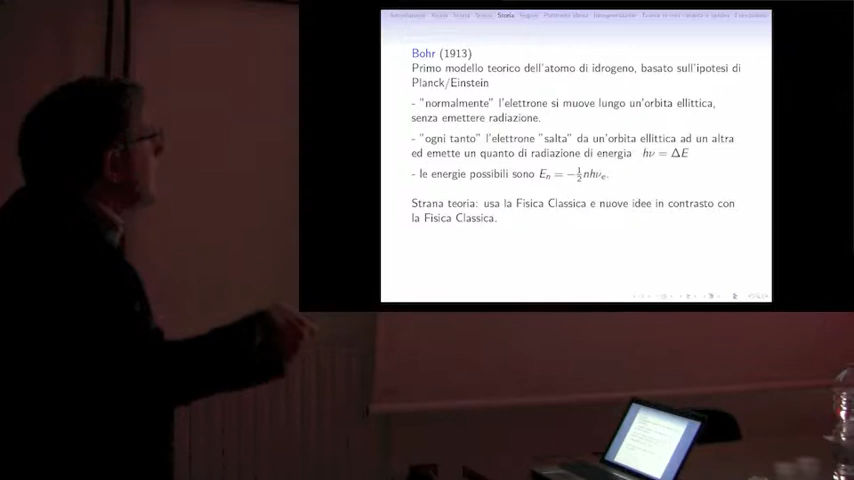 Storia
Bohr (1913)
Primo modello teorico dell'atomo di idrogeno, basato sull'ipotesi di
Planck/Einstein
- "normalmente" l'elettrone si muove lungo un'orbita ellittica,
senza emettere radiazione.
- "ogni tanto" l'elettrone "salta" da un'orbita ellittica ad un altra
ed emette un quanto di radiazione di energia hν = ΔE
- le energie possibili sono Eₙ = −½nhνₑ.
Strana teoria: usa la Fisica Classica e nuove idee in contrasto con
la Fisica Classica.